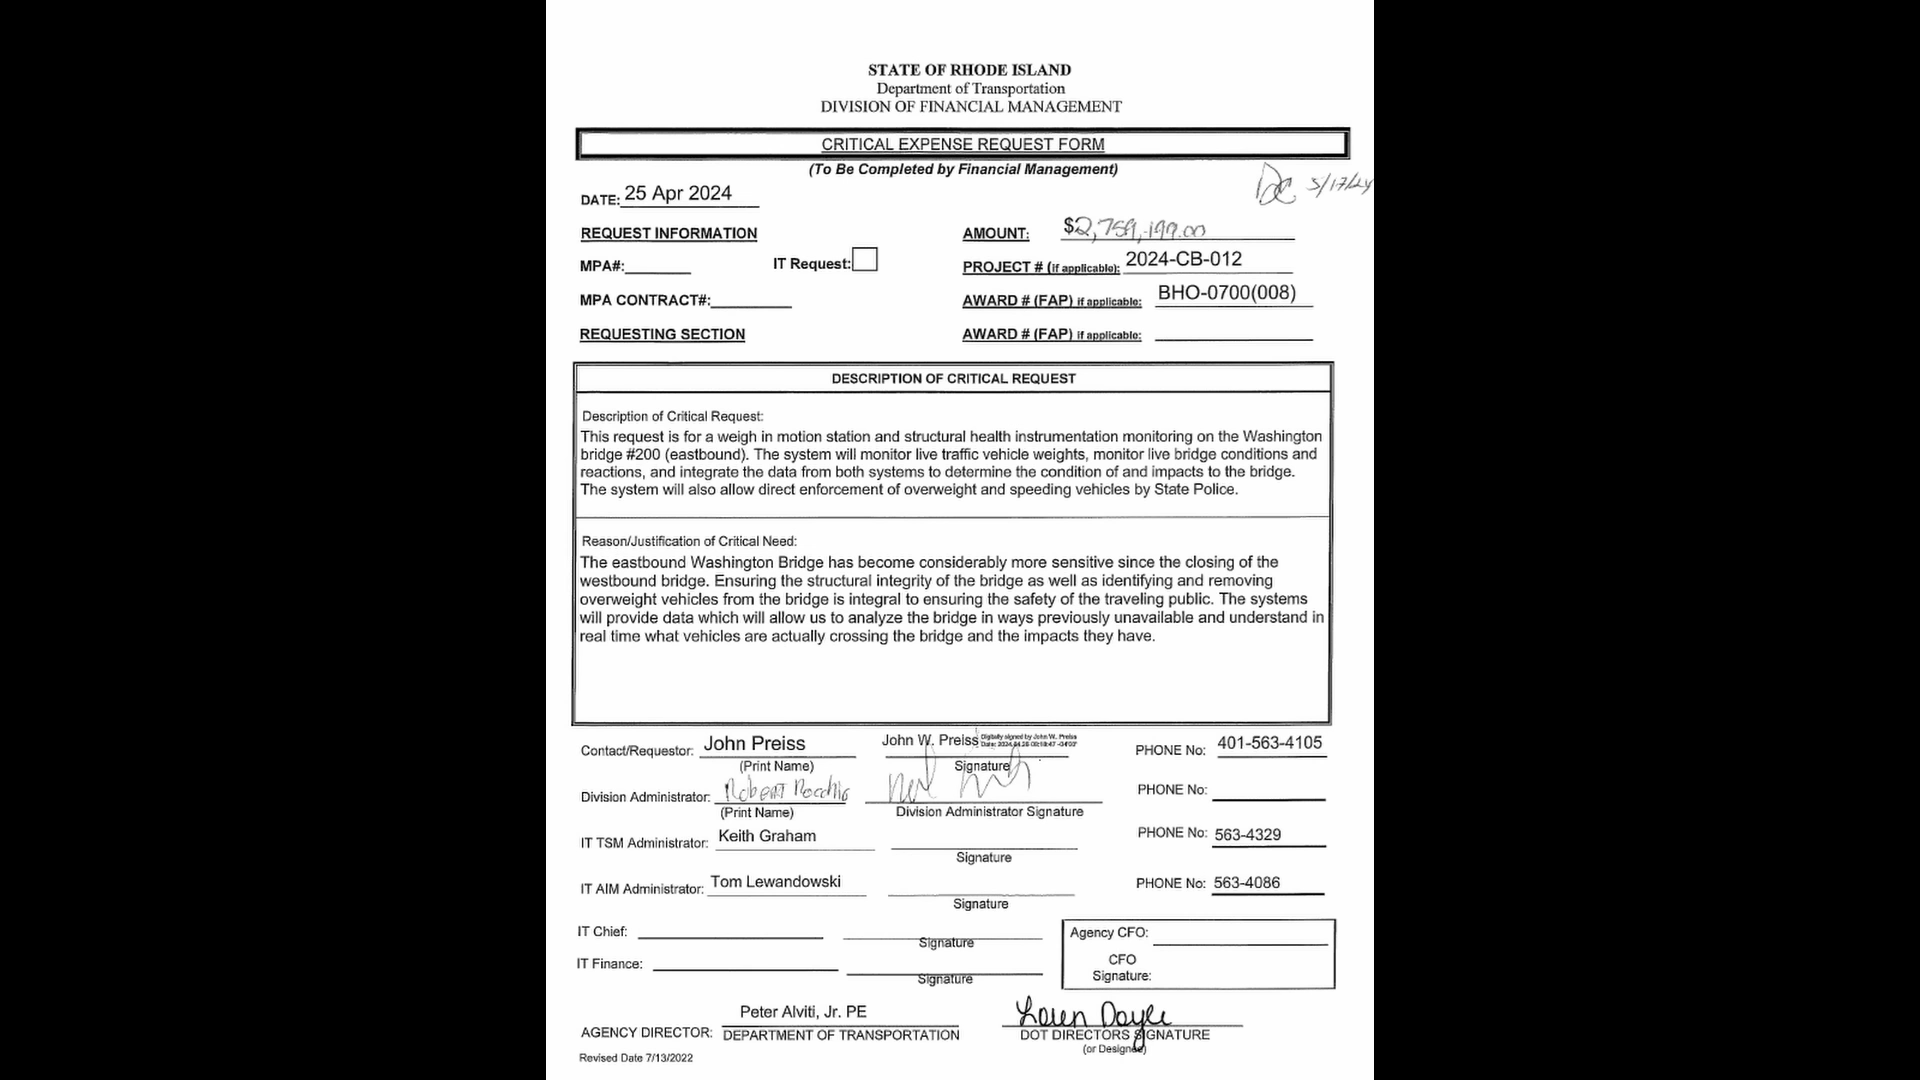 STATE OF RHODE ISLAND
Department of Transportation
DIVISION OF FINANCIAL MANAGEMENT
CRITICAL EXPENSE REQUEST FORM
(To Be Completed by Financial Management)
DC 5/17/24
DATE: 25 Apr 2024
REQUEST INFORMATION AMOUNT: $2,759,199.00
MPA#: IT Request: PROJECT # (if applicable): 2024-CB-012
MPA CONTRACT#: AWARD # (FAP) if applicable: BHO-0700(008)
REQUESTING SECTION AWARD # (FAP) if applicable:
DESCRIPTION OF CRITICAL REQUEST
Description of Critical Request:
This request is for a weigh in motion station and structural health instrumentation monitoring on the Washington
bridge #200 (eastbound). The system will monitor live traffic vehicle weights, monitor live bridge conditions and
reactions, and integrate the data from both systems to determine the condition of and impacts to the bridge.
The system will also allow direct enforcement of overweight and speeding vehicles by State Police.
Reason/Justification of Critical Need:
The eastbound Washington Bridge has become considerably more sensitive since the closing of the
westbound bridge. Ensuring the structural integrity of the bridge as well as identifying and removing
overweight vehicles from the bridge is integral to ensuring the safety of the traveling public. The systems
will provide data which will allow us to analyze the bridge in ways previously unavailable and understand in
real time what vehicles are actually crossing the bridge and the impacts they have.
Contact/Requestor: John Preiss John W. Preiss Digitally signed by John W. Preiss PHONE No: 401-563-4105
(Print Name) Signature
Division Administrator: Robert Rocchio PHONE No:
(Print Name) Division Administrator Signature
IT TSM Administrator: Keith Graham PHONE No: 563-4329
Signature
IT AIM Administrator: Tom Lewandowski PHONE No: 563-4086
Signature
IT Chief: Agency CFO:
Signature
IT Finance: CFO
Signature Signature:
Peter Alviti, Jr. PE Loren Doyle
AGENCY DIRECTOR: DEPARTMENT OF TRANSPORTATION DOT DIRECTORS SIGNATURE
(or Designee)
Revised Date 7/13/2022